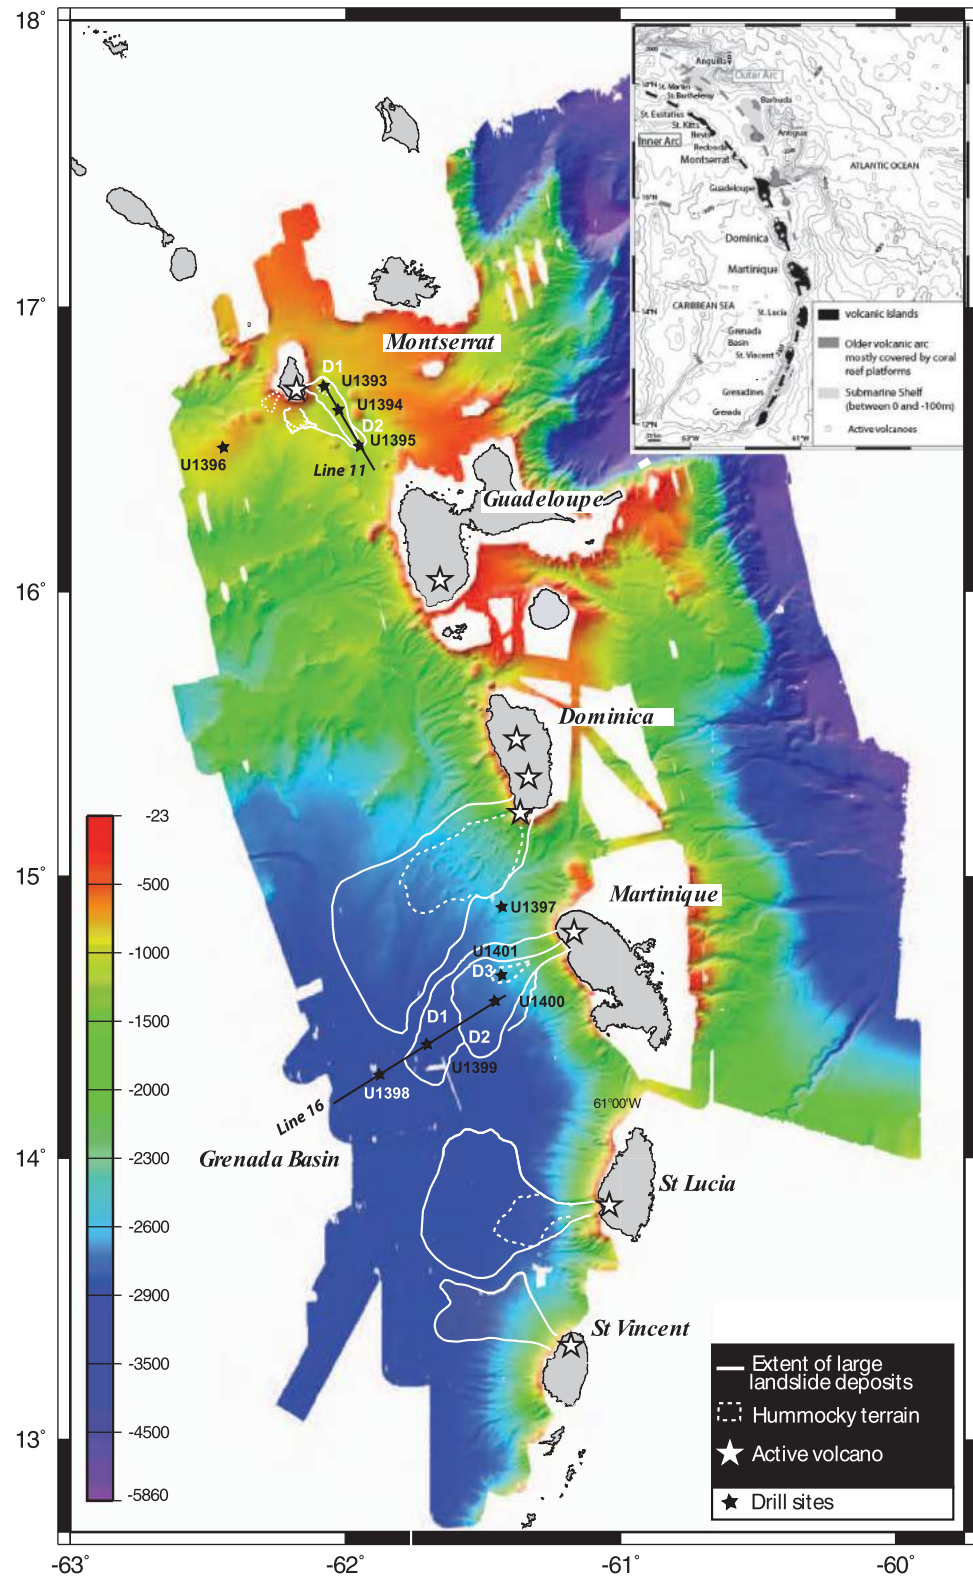 18°
17°
16°
15°
14°
13°
-63°
-62°
-61°
-60°
Anguilla
Outer Arc
St. Martin
St. Barthelemy
Barbuda
St. Eustatius
St. Kitts
Nevis
Antigua
Inner Arc
Redonda
Montserrat
ATLANTIC OCEAN
Guadeloupe
16°N
Dominica
Martinique
CARIBBEAN SEA
14°N
St. Lucia
Grenada
Basin
St. Vincent
Grenadines
Grenada
12°N
63°W
61°W
volcanic islands
Older volcanic arc
mostly covered by coral
reef platforms
Submarine Shelf
(between 0 and -100m)
Active volcanoes
Montserrat
D1
U1393
U1394
D2
U1395
U1396
Line 11
Guadeloupe
Dominica
Martinique
U1397
U1401
D3
U1400
D1
D2
U1399
U1398
Line 16
61°00'W
Grenada Basin
St Lucia
St Vincent
-23
-500
-1000
-1500
-2000
-2300
-2600
-2900
-3500
-4500
-5860
Extent of large
landslide deposits
Hummocky terrain
Active volcano
Drill sites